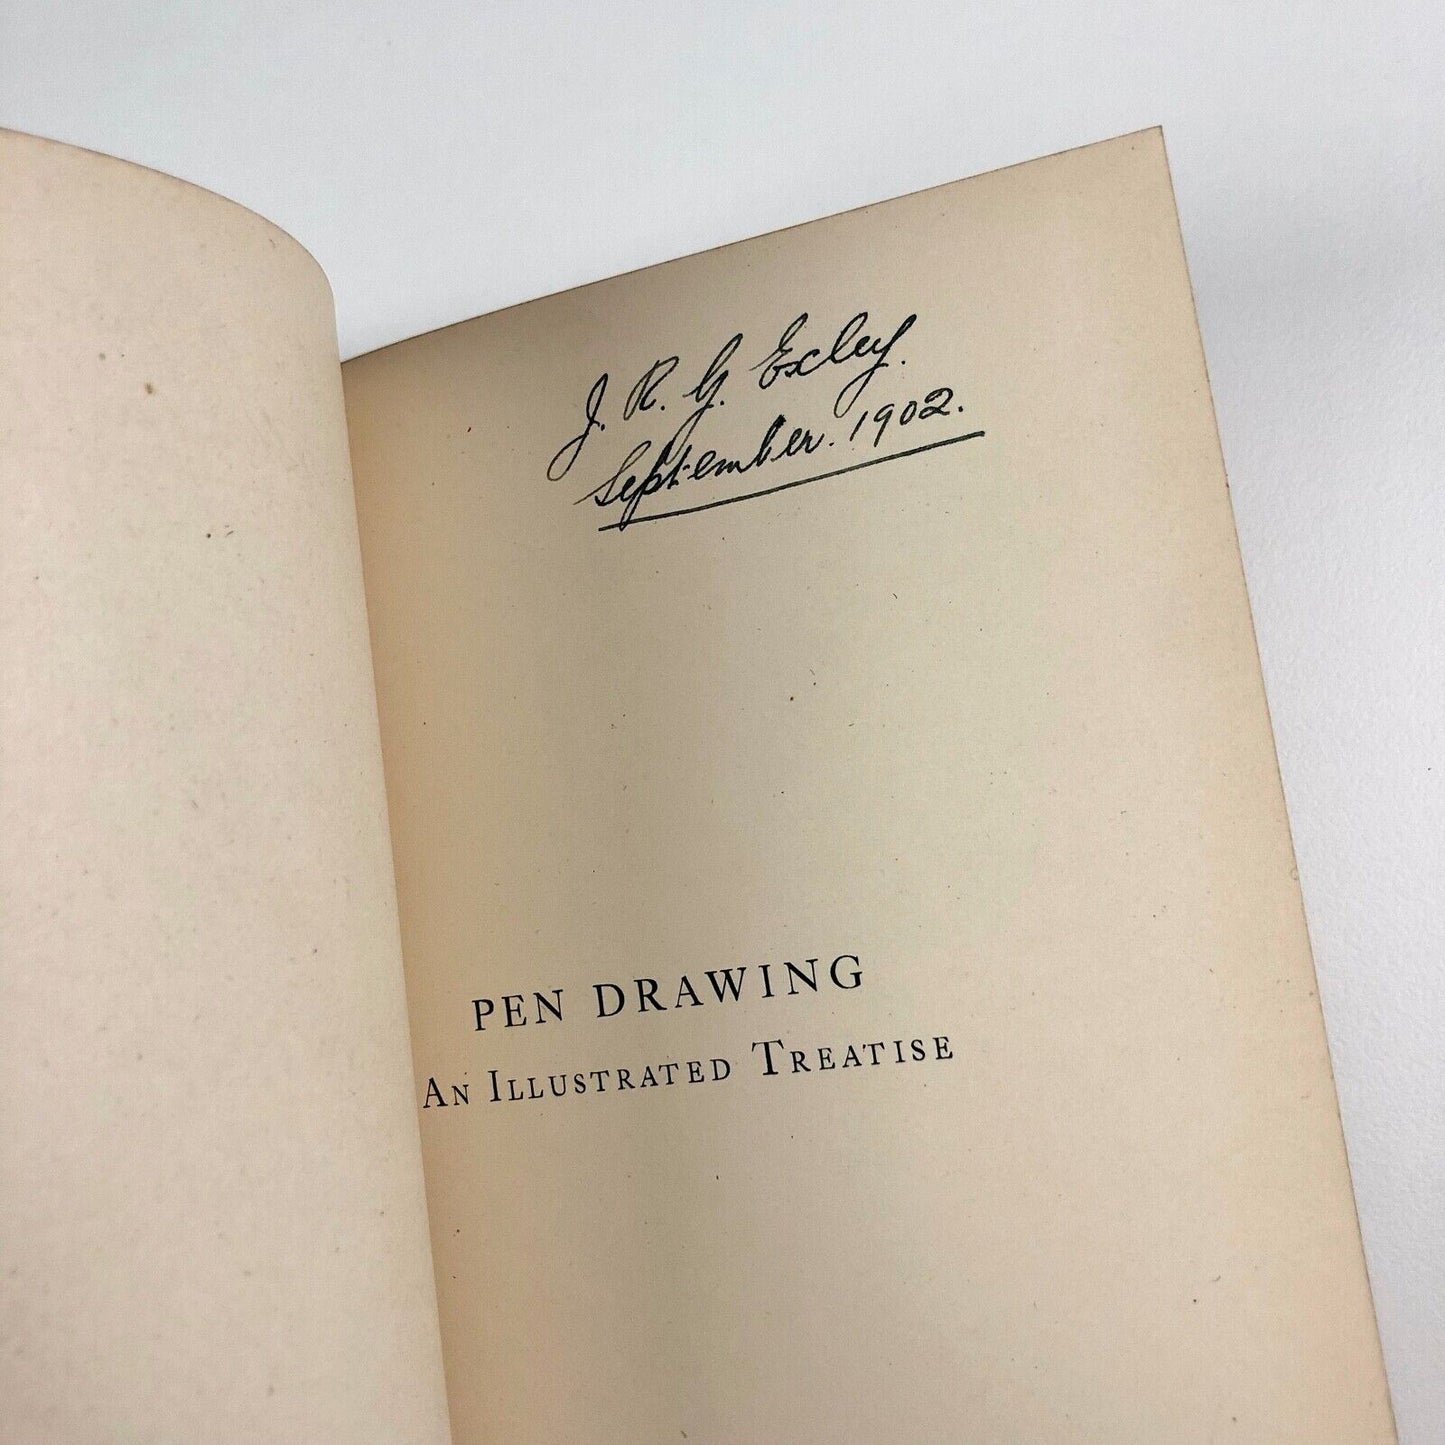 J. R. G. Exley.
September. 1902.
PEN DRAWING
AN ILLUSTRATED TREATISE